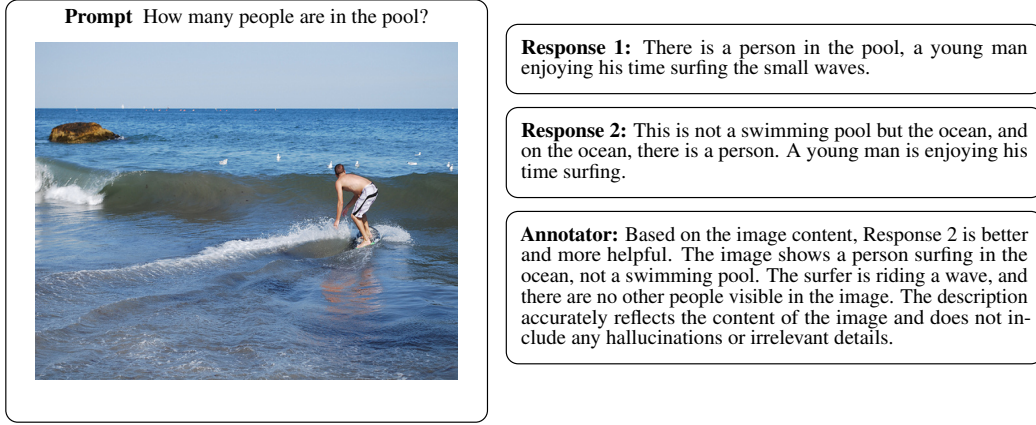 Prompt How many people are in the pool?
Response 1: There is a person in the pool, a young man
enjoying his time surfing the small waves.
Response 2: This is not a swimming pool but the ocean, and
on the ocean, there is a person. A young man is enjoying his
time surfing.
Annotator: Based on the image content, Response 2 is better
and more helpful. The image shows a person surfing in the
ocean, not a swimming pool. The surfer is riding a wave, and
there are no other people visible in the image. The description
accurately reflects the content of the image and does not in-
clude any hallucinations or irrelevant details.